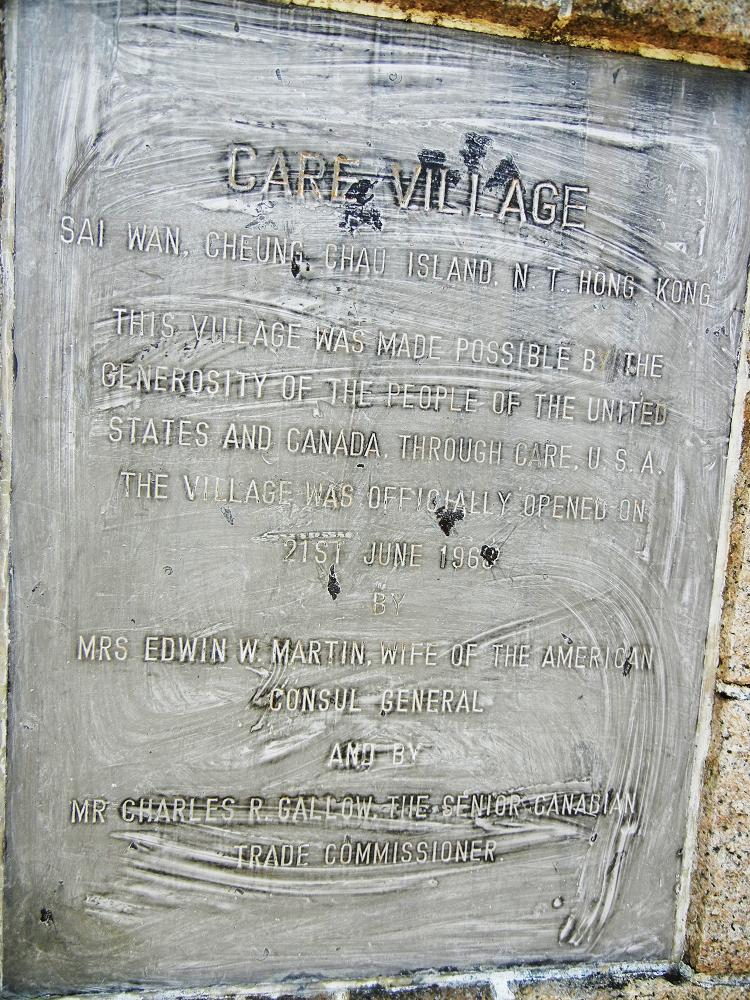 CARE VILLAGE
SAI WAN, CHEUNG CHAU ISLAND, N. T., HONG KONG
THIS VILLAGE WAS MADE POSSIBLE BY THE
GENEROSITY OF THE PEOPLE OF THE UNITED
STATES AND CANADA, THROUGH CARE, U. S. A.
THE VILLAGE WAS OFFICIALLY OPENED ON
21ST JUNE
BY
MRS EDWIN W. MARTIN, WIFE OF THE AMERICAN
CONSUL GENERAL
AND BY
MR CHARLES R. GALLOW, THE SENIOR CANADIAN
TRADE COMMISSIONER.